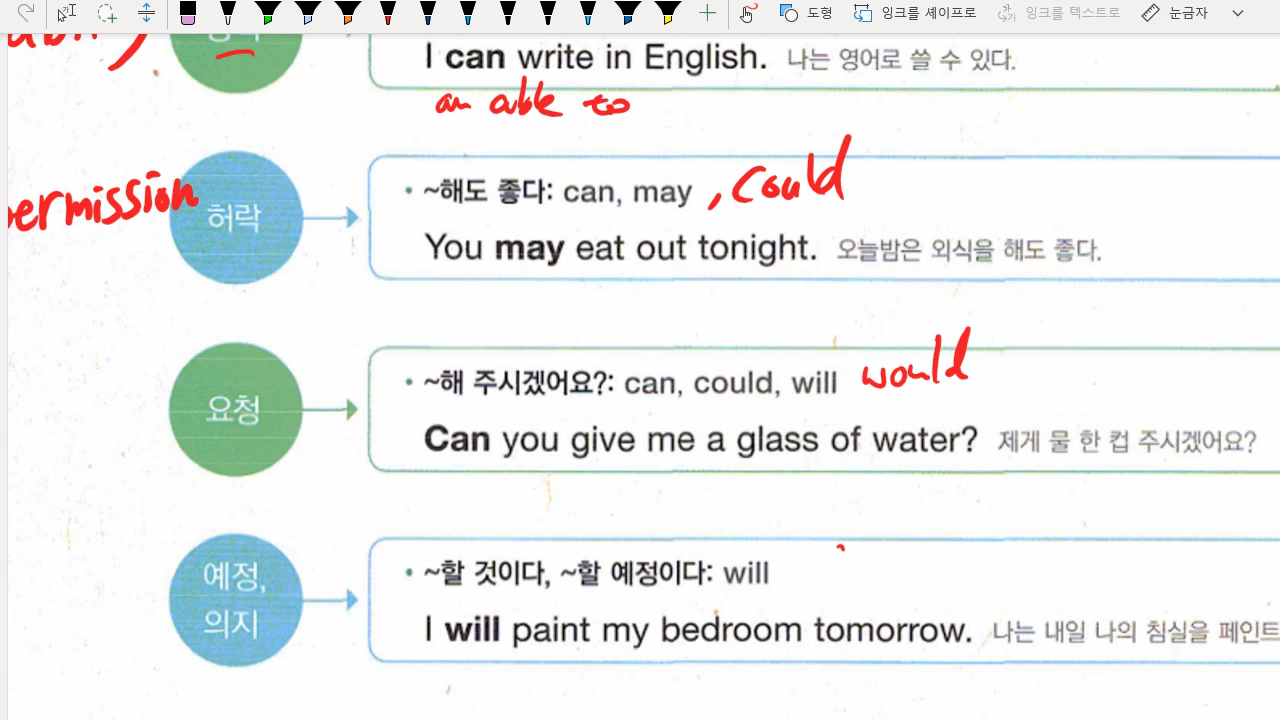 도형 잉크를 셰이프로 잉크를 텍스트로 눈금자
I can write in English. 나는 영어로 쓸 수 있다.
an able to
permission
허락
• ~해도 좋다: can, may , could
You may eat out tonight. 오늘밤은 외식을 해도 좋다.
요청
• ~해 주시겠어요?: can, could, will would
Can you give me a glass of water? 제게 물 한 컵 주시겠어요?
예정,
의지
• ~할 것이다, ~할 예정이다: will
I will paint my bedroom tomorrow. 나는 내일 나의 침실을 페인트